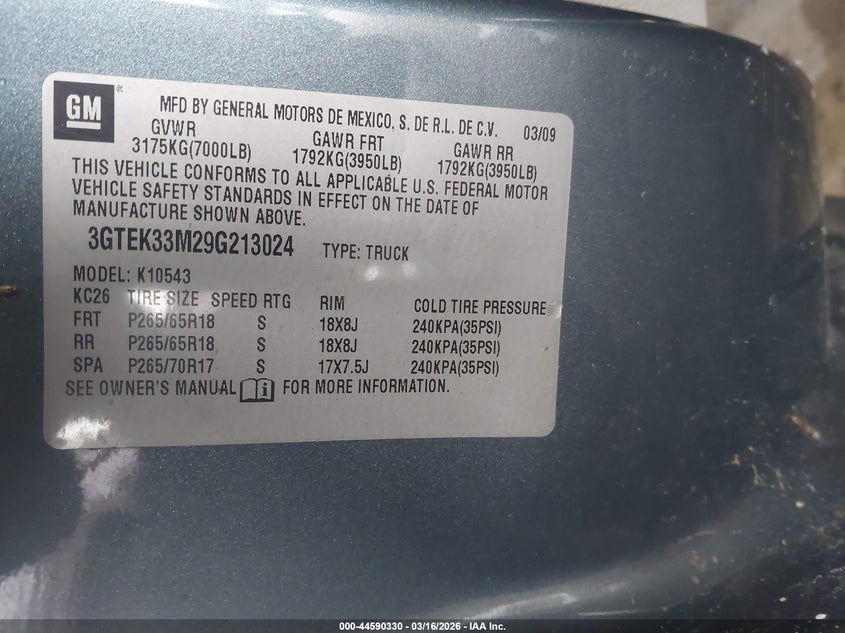 GM ®
MFD BY GENERAL MOTORS DE MEXICO, S. DE R.L. DE C.V. 03/09
GVWR GAWR FRT GAWR RR
3175KG(7000LB) 1792KG(3950LB) 1792KG(3950LB)
THIS VEHICLE CONFORMS TO ALL APPLICABLE U.S. FEDERAL MOTOR
VEHICLE SAFETY STANDARDS IN EFFECT ON THE DATE OF
MANUFACTURE SHOWN ABOVE.
3GTEK33M29G213024 TYPE: TRUCK
MODEL: K10543
KC26 TIRE SIZE SPEED RTG RIM COLD TIRE PRESSURE
FRT P265/65R18 S 18X8J 240KPA(35PSI)
RR P265/65R18 S 18X8J 240KPA(35PSI)
SPA P265/70R17 S 17X7.5J 240KPA(35PSI)
SEE OWNER'S MANUAL i FOR MORE INFORMATION.
000-44590330 - 03/16/2026 - IAA Inc.